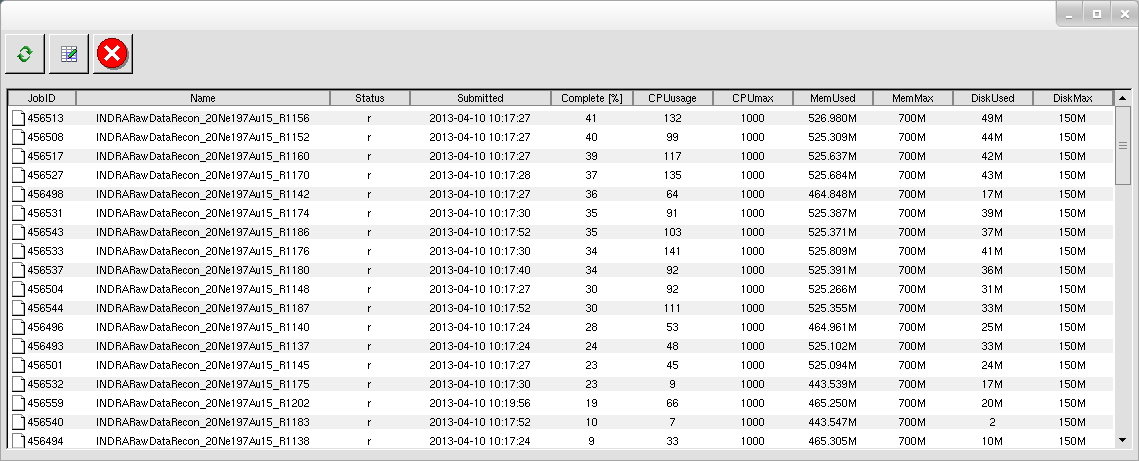 JobID Name Status Submitted Complete [%] CPUusage CPUmax MemUsed MemMax DiskUsed DiskMax
456513 INDRARawDataRecon_20Ne197Au15_R1156 r 2013-04-10 10:17:27 41 132 1000 526.980M 700M 49M 150M
456508 INDRARawDataRecon_20Ne197Au15_R1152 r 2013-04-10 10:17:27 40 99 1000 525.309M 700M 44M 150M
456517 INDRARawDataRecon_20Ne197Au15_R1160 r 2013-04-10 10:17:27 39 117 1000 525.637M 700M 42M 150M
456527 INDRARawDataRecon_20Ne197Au15_R1170 r 2013-04-10 10:17:28 37 135 1000 525.684M 700M 43M 150M
456498 INDRARawDataRecon_20Ne197Au15_R1142 r 2013-04-10 10:17:27 36 64 1000 464.848M 700M 17M 150M
456531 INDRARawDataRecon_20Ne197Au15_R1174 r 2013-04-10 10:17:30 35 91 1000 525.387M 700M 39M 150M
456543 INDRARawDataRecon_20Ne197Au15_R1186 r 2013-04-10 10:17:52 35 103 1000 525.371M 700M 37M 150M
456533 INDRARawDataRecon_20Ne197Au15_R1176 r 2013-04-10 10:17:30 34 141 1000 525.809M 700M 41M 150M
456537 INDRARawDataRecon_20Ne197Au15_R1180 r 2013-04-10 10:17:40 34 92 1000 525.391M 700M 36M 150M
456504 INDRARawDataRecon_20Ne197Au15_R1148 r 2013-04-10 10:17:27 30 92 1000 525.266M 700M 31M 150M
456544 INDRARawDataRecon_20Ne197Au15_R1187 r 2013-04-10 10:17:52 30 111 1000 525.355M 700M 33M 150M
456496 INDRARawDataRecon_20Ne197Au15_R1140 r 2013-04-10 10:17:24 28 53 1000 464.961M 700M 25M 150M
456493 INDRARawDataRecon_20Ne197Au15_R1137 r 2013-04-10 10:17:24 24 48 1000 525.102M 700M 33M 150M
456501 INDRARawDataRecon_20Ne197Au15_R1145 r 2013-04-10 10:17:27 23 45 1000 525.094M 700M 24M 150M
456532 INDRARawDataRecon_20Ne197Au15_R1175 r 2013-04-10 10:17:30 23 9 1000 443.539M 700M 17M 150M
456559 INDRARawDataRecon_20Ne197Au15_R1202 r 2013-04-10 10:19:56 19 66 1000 465.250M 700M 20M 150M
456540 INDRARawDataRecon_20Ne197Au15_R1183 r 2013-04-10 10:17:52 10 7 1000 443.547M 700M 2 150M
456494 INDRARawDataRecon_20Ne197Au15_R1138 r 2013-04-10 10:17:24 9 33 1000 465.305M 700M 10M 150M